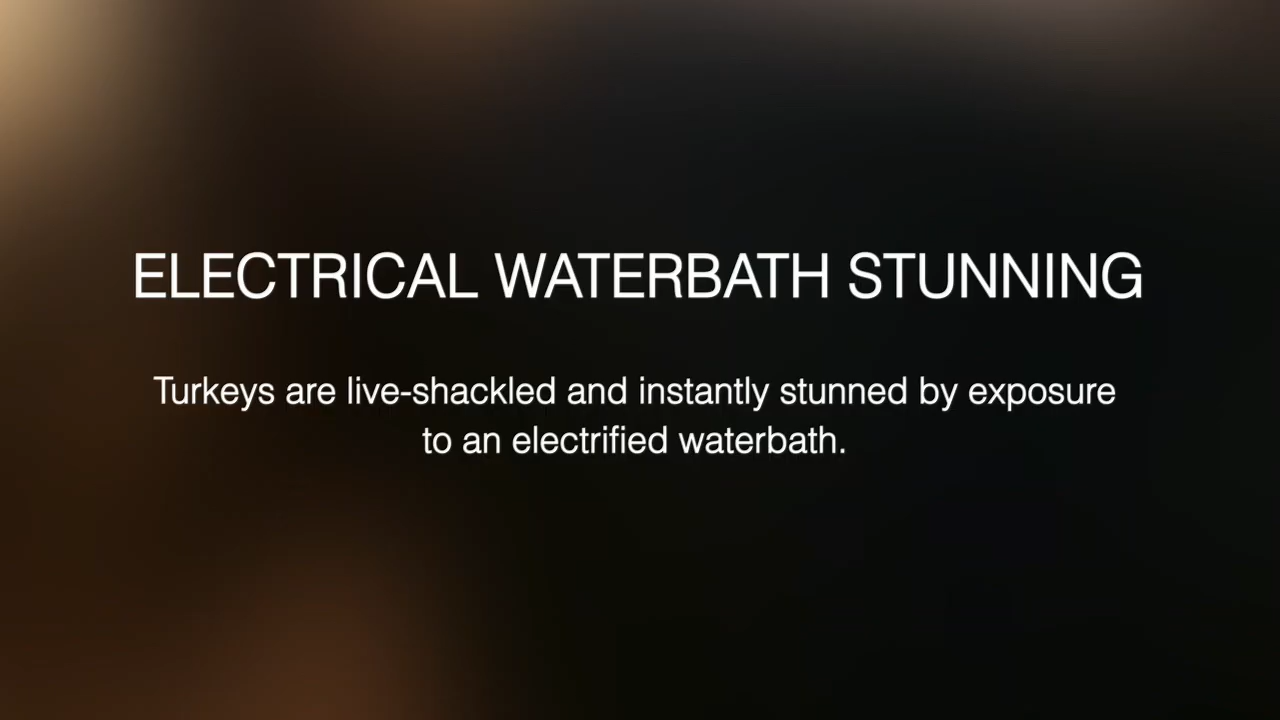 ELECTRICAL WATERBATH STUNNING
Turkeys are live-shackled and instantly stunned by exposure
to an electrified waterbath.